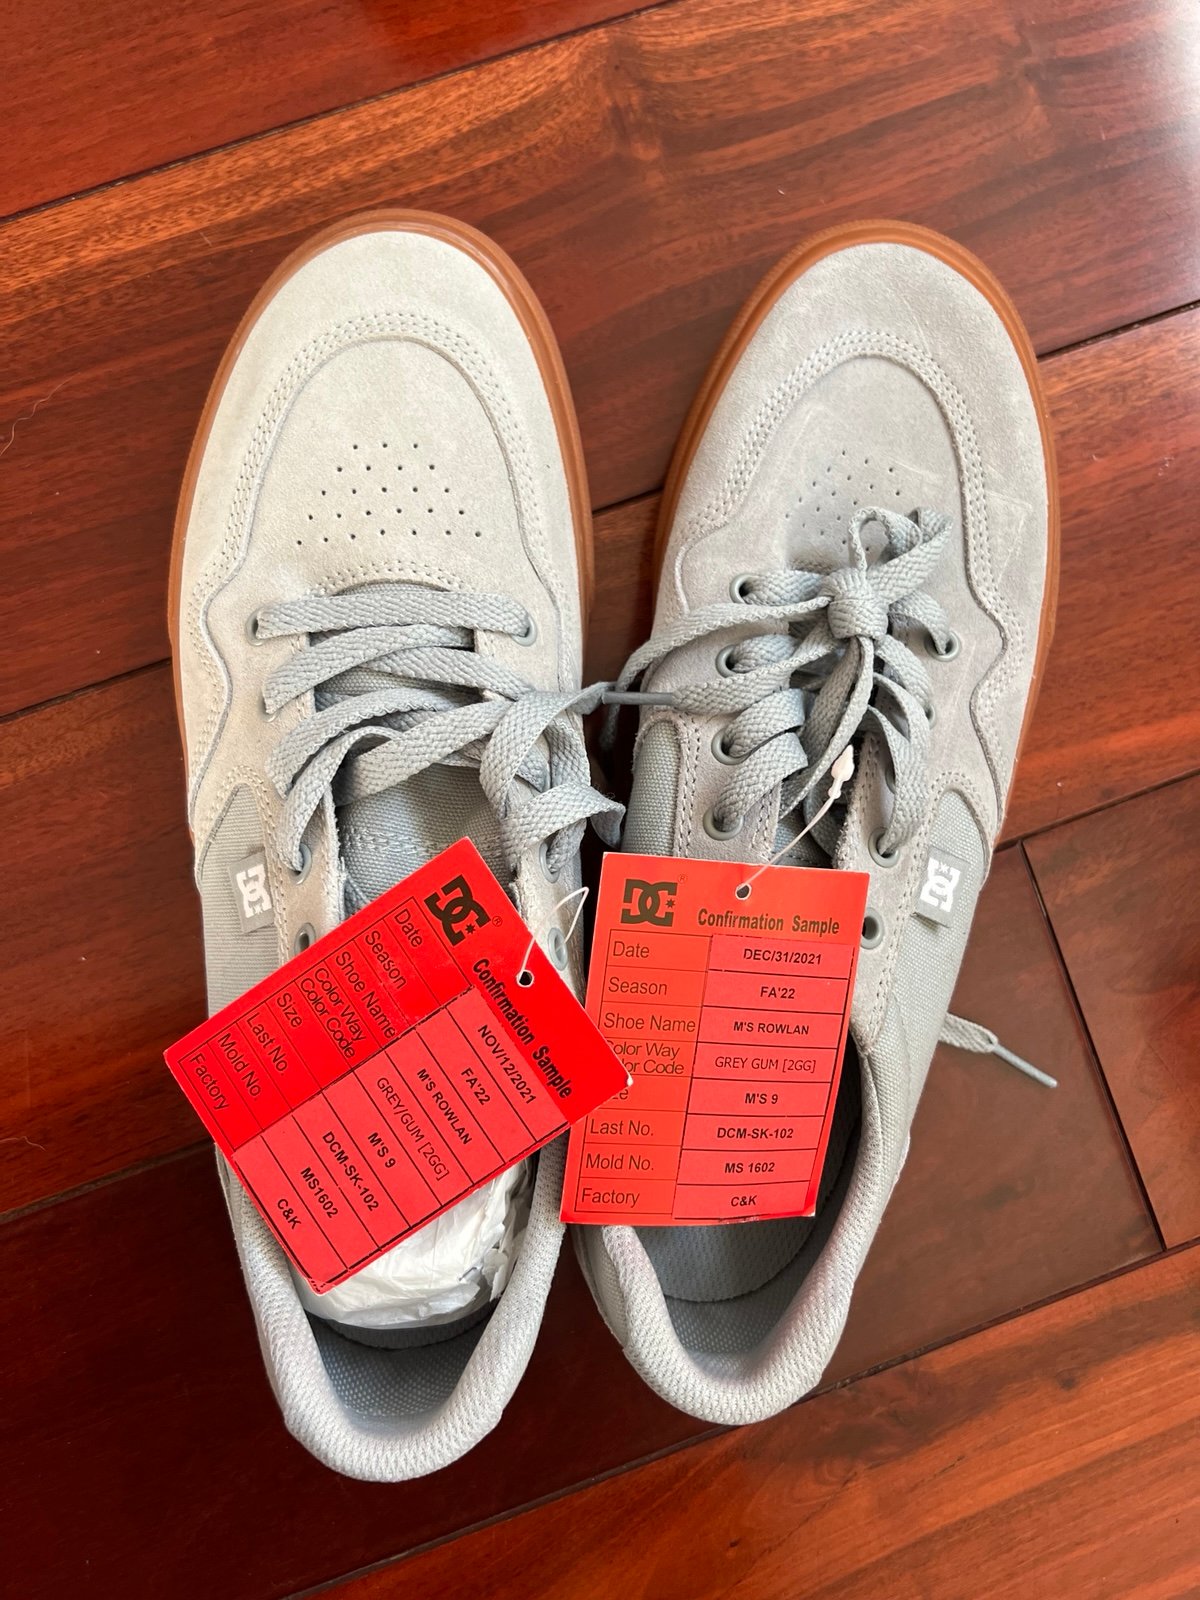 DC
DC
DC®
Confirmation Sample
Date NOV/12/2021
Season FA'22
Shoe Name M'S ROWLAN
Color Way
Color Code GREY/GUM [2GG]
Size M'S 9
Last No. DCM-SK-102
Mold No MS1602
Factory C&K
DC®
Confirmation Sample
Date DEC/31/2021
Season FA'22
Shoe Name M'S ROWLAN
Color Way
lor Code GREY GUM [2GG]
ze M'S 9
Last No. DCM-SK-102
Mold No. MS 1602
Factory C&K